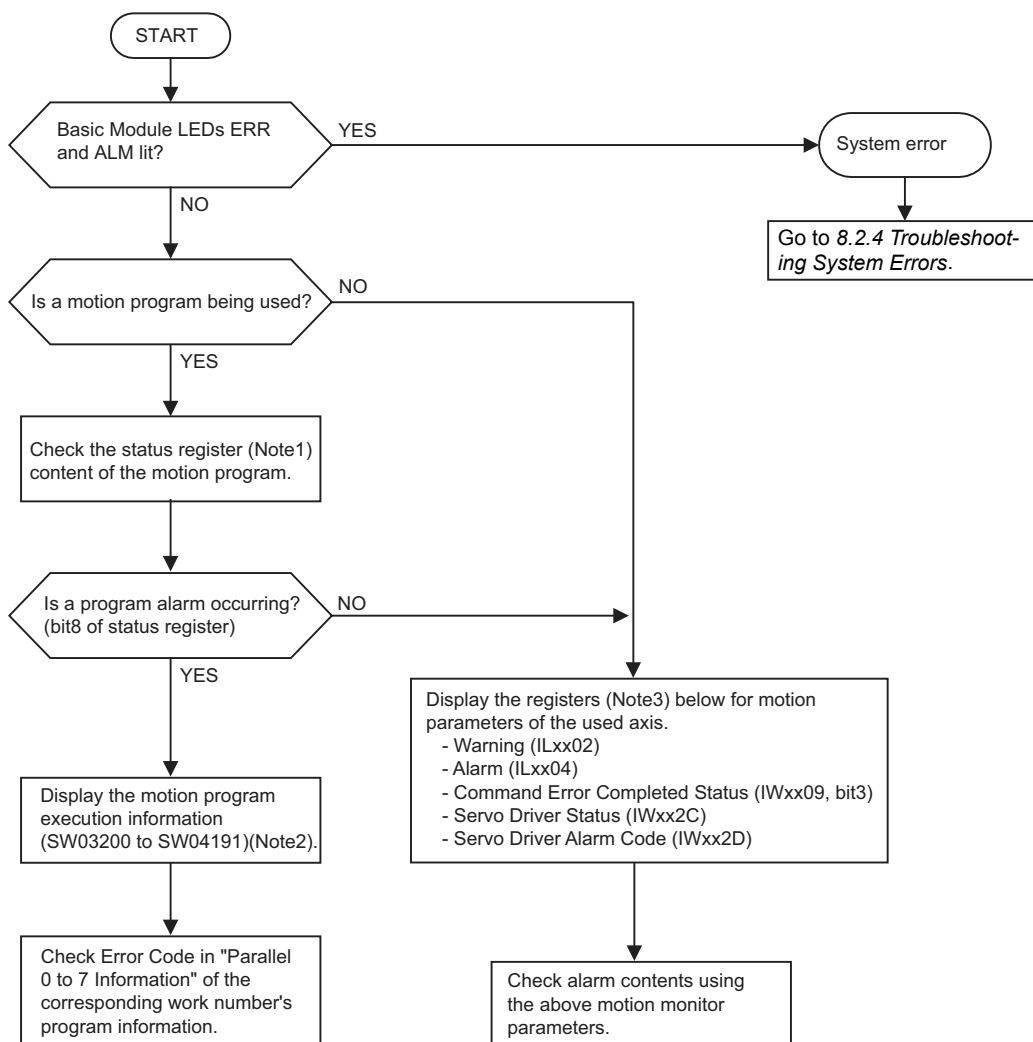 START
Basic Module LEDs ERR
and ALM lit?
YES
System error
NO
Go to 8.2.4 Troubleshoot-
ing System Errors.
Is a motion program being used?
NO
YES
Check the status register (Note1)
content of the motion program.
Is a program alarm occurring?
(bit8 of status register)
NO
YES
Display the registers (Note3) below for motion
parameters of the used axis.
- Warning (ILxx02)
- Alarm (ILxx04)
- Command Error Completed Status (IWxx09, bit3)
- Servo Driver Status (IWxx2C)
- Servo Driver Alarm Code (IWxx2D)
Display the motion program
execution information
(SW03200 to SW04191)(Note2).
Check Error Code in "Parallel
0 to 7 Information" of the
corresponding work number's
program information.
Check alarm contents using
the above motion monitor
parameters.